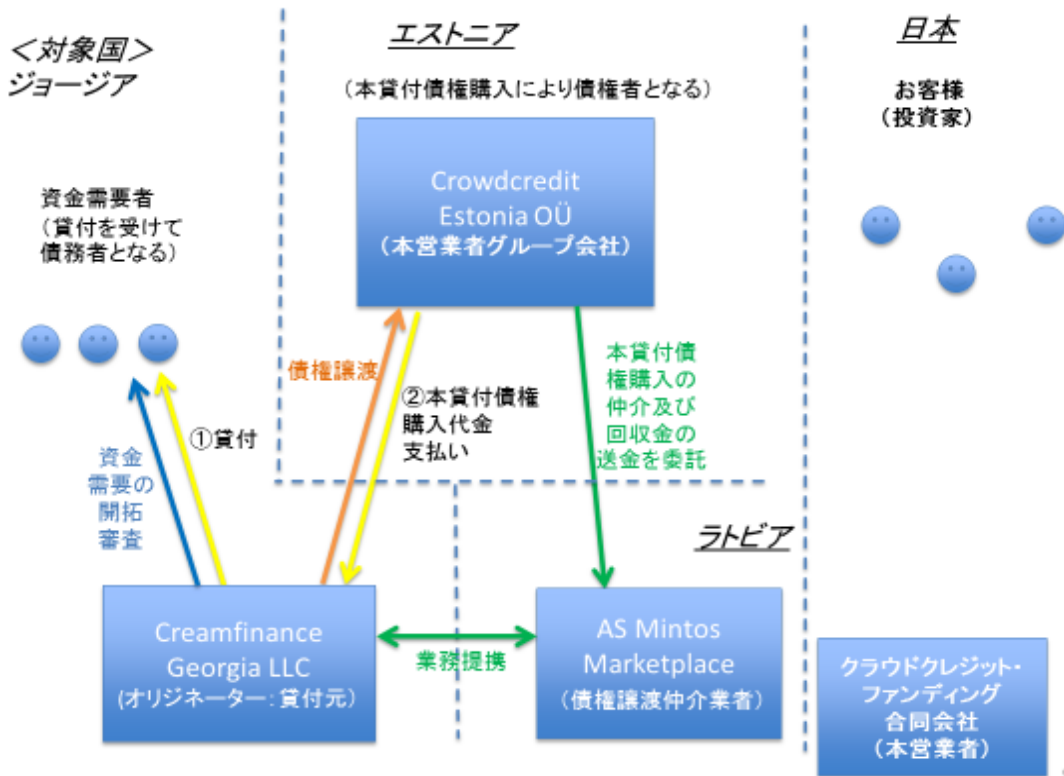 ＜対象国＞
ジョージア
資金需要者
（貸付を受けて
債務者となる）
資金
需要の
開拓
審査
①貸付
Creamfinance
Georgia LLC
（オリジネーター：貸付元）
エストニア
（本貸付債権購入により債権者となる）
Crowdcredit
Estonia OÜ
（本営業者グループ会社）
債権譲渡
②本貸付債権
購入代金
支払い
本貸付債
権購入の
仲介及び
回収金の
送金を委託
ラトビア
業務提携
AS Mintos
Marketplace
（債権譲渡仲介業者）
日本
お客様
（投資家）
クラウドクレジット・
ファンディング
合同会社
（本営業者）